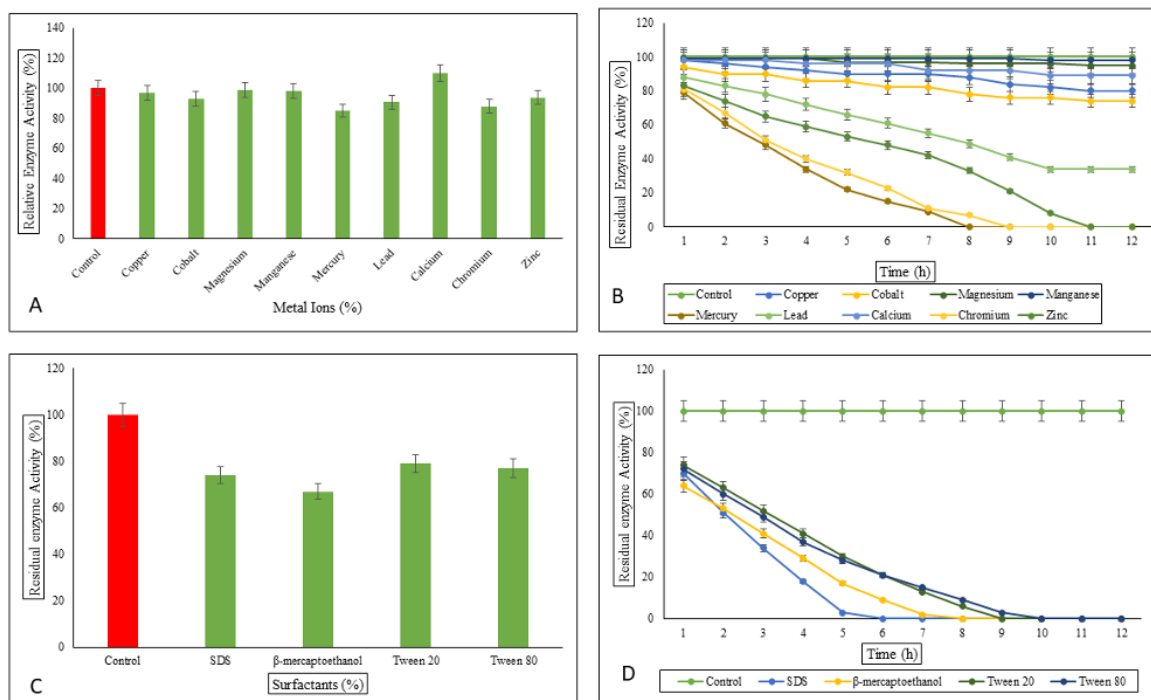 140
120
100
80
60
40
20
0
Relative Enzyme Activity (%)
Control
Copper
Cobalt
Magnesium
Manganese
Mercury
Lead
Calcium
Chromium
Zinc
Metal Ions (%)
A
120
100
80
60
40
20
0
Residual Enzyme Activity (%)
1 2 3 4 5 6 7 8 9 10 11 12
Time (h)
Control Copper Cobalt Magnesium Manganese
Mercury Lead Calcium Chromium Zinc
B
120
100
80
60
40
20
0
Residual enzyme Activity (%)
Control SDS β-mercaptoethanol Tween 20 Tween 80
Surfactants (%)
C
120
100
80
60
40
20
0
Residual enzyme Activity (%)
1 2 3 4 5 6 7 8 9 10 11 12
Time (h)
Control SDS β-mercaptoethanol Tween 20 Tween 80
D